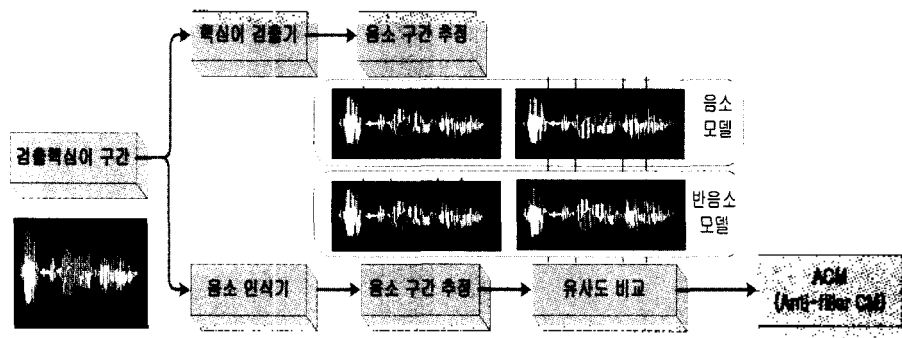 핵심어 검출기
음소 구간 추정
음소
모델
검출핵심어 구간
반음소
모델
음소 인식기
음소 구간 추정
유사도 비교
ACM
(Anti-filler CM)